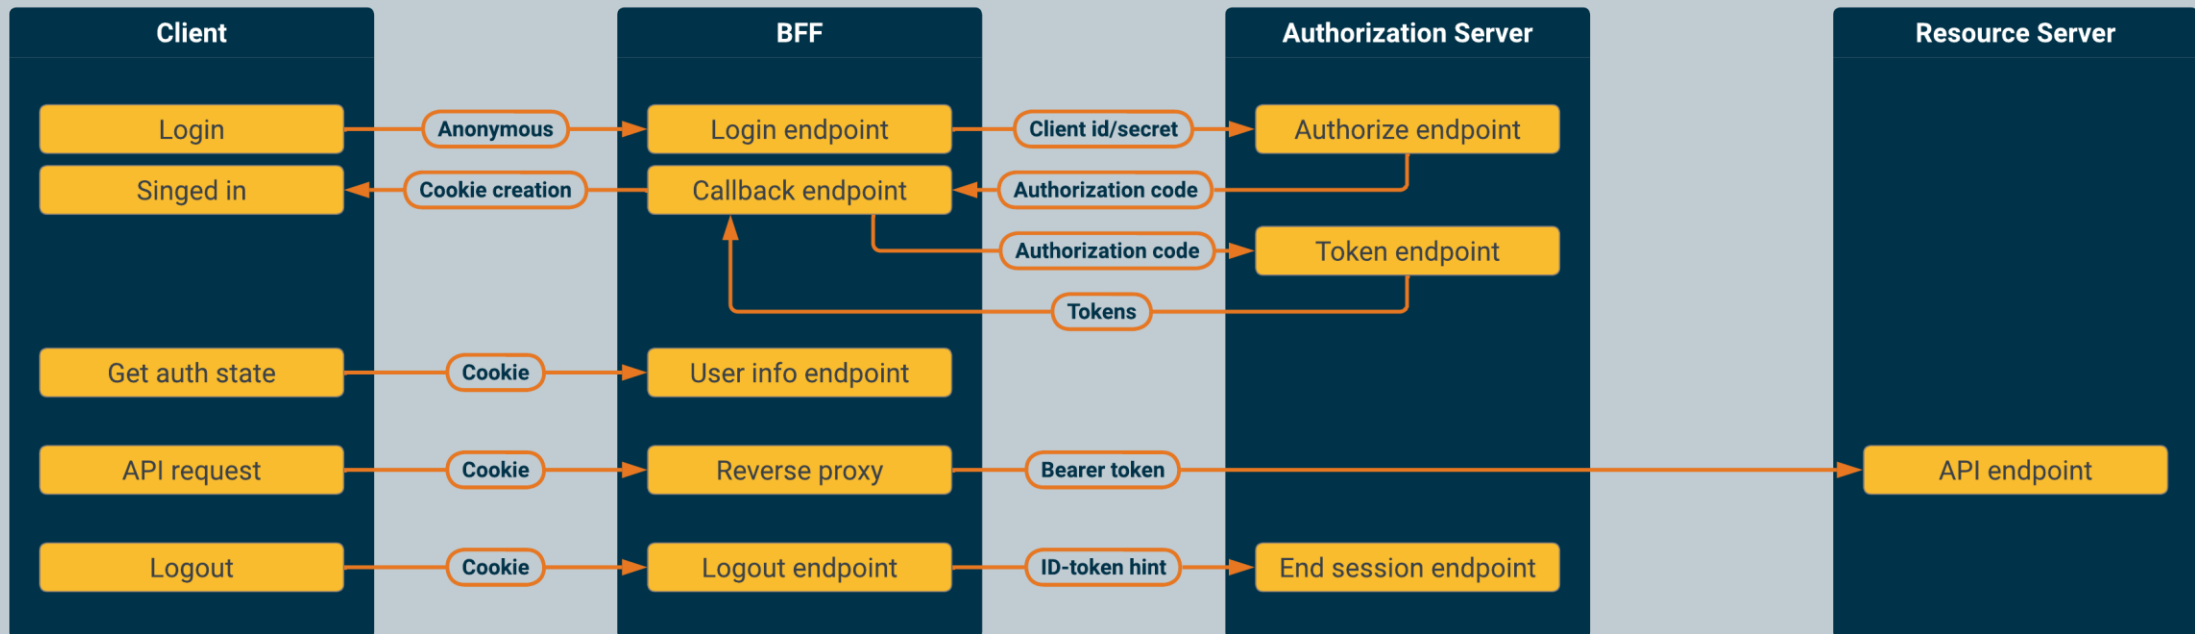 Client
BFF
Authorization Server
Resource Server
Login
Anonymous
Login endpoint
Client id/secret
Authorize endpoint
Singed in
Cookie creation
Callback endpoint
Authorization code
Authorization code
Token endpoint
Tokens
Get auth state
Cookie
User info endpoint
API request
Cookie
Reverse proxy
Bearer token
API endpoint
Logout
Cookie
Logout endpoint
ID-token hint
End session endpoint